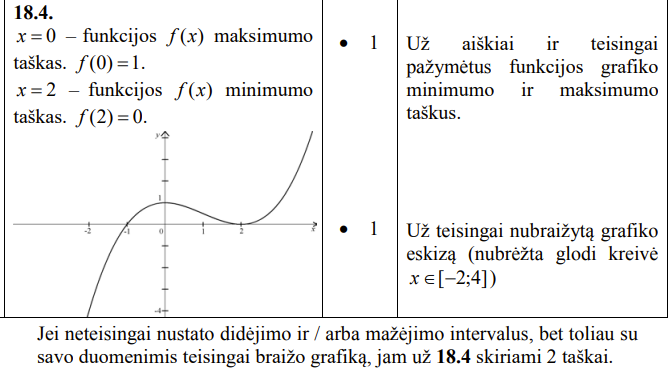 18.4.
x = 0 – funkcijos f(x) maksimumo
taškas. f(0) = 1.
x = 2 – funkcijos f(x) minimumo
taškas. f(2) = 0.
y
1
-2 -1 0 1 2 x
-4
• 1
Už aiškiai ir teisingai
pažymėtus funkcijos grafiko
minimumo ir maksimumo
taškus.
• 1
Už teisingai nubraižytą grafiko
eskizą (nubrėžta glodi kreivė
x ∈ [−2;4])
Jei neteisingai nustato didėjimo ir / arba mažėjimo intervalus, bet toliau su
savo duomenimis teisingai braižo grafiką, jam už 18.4 skiriami 2 taškai.